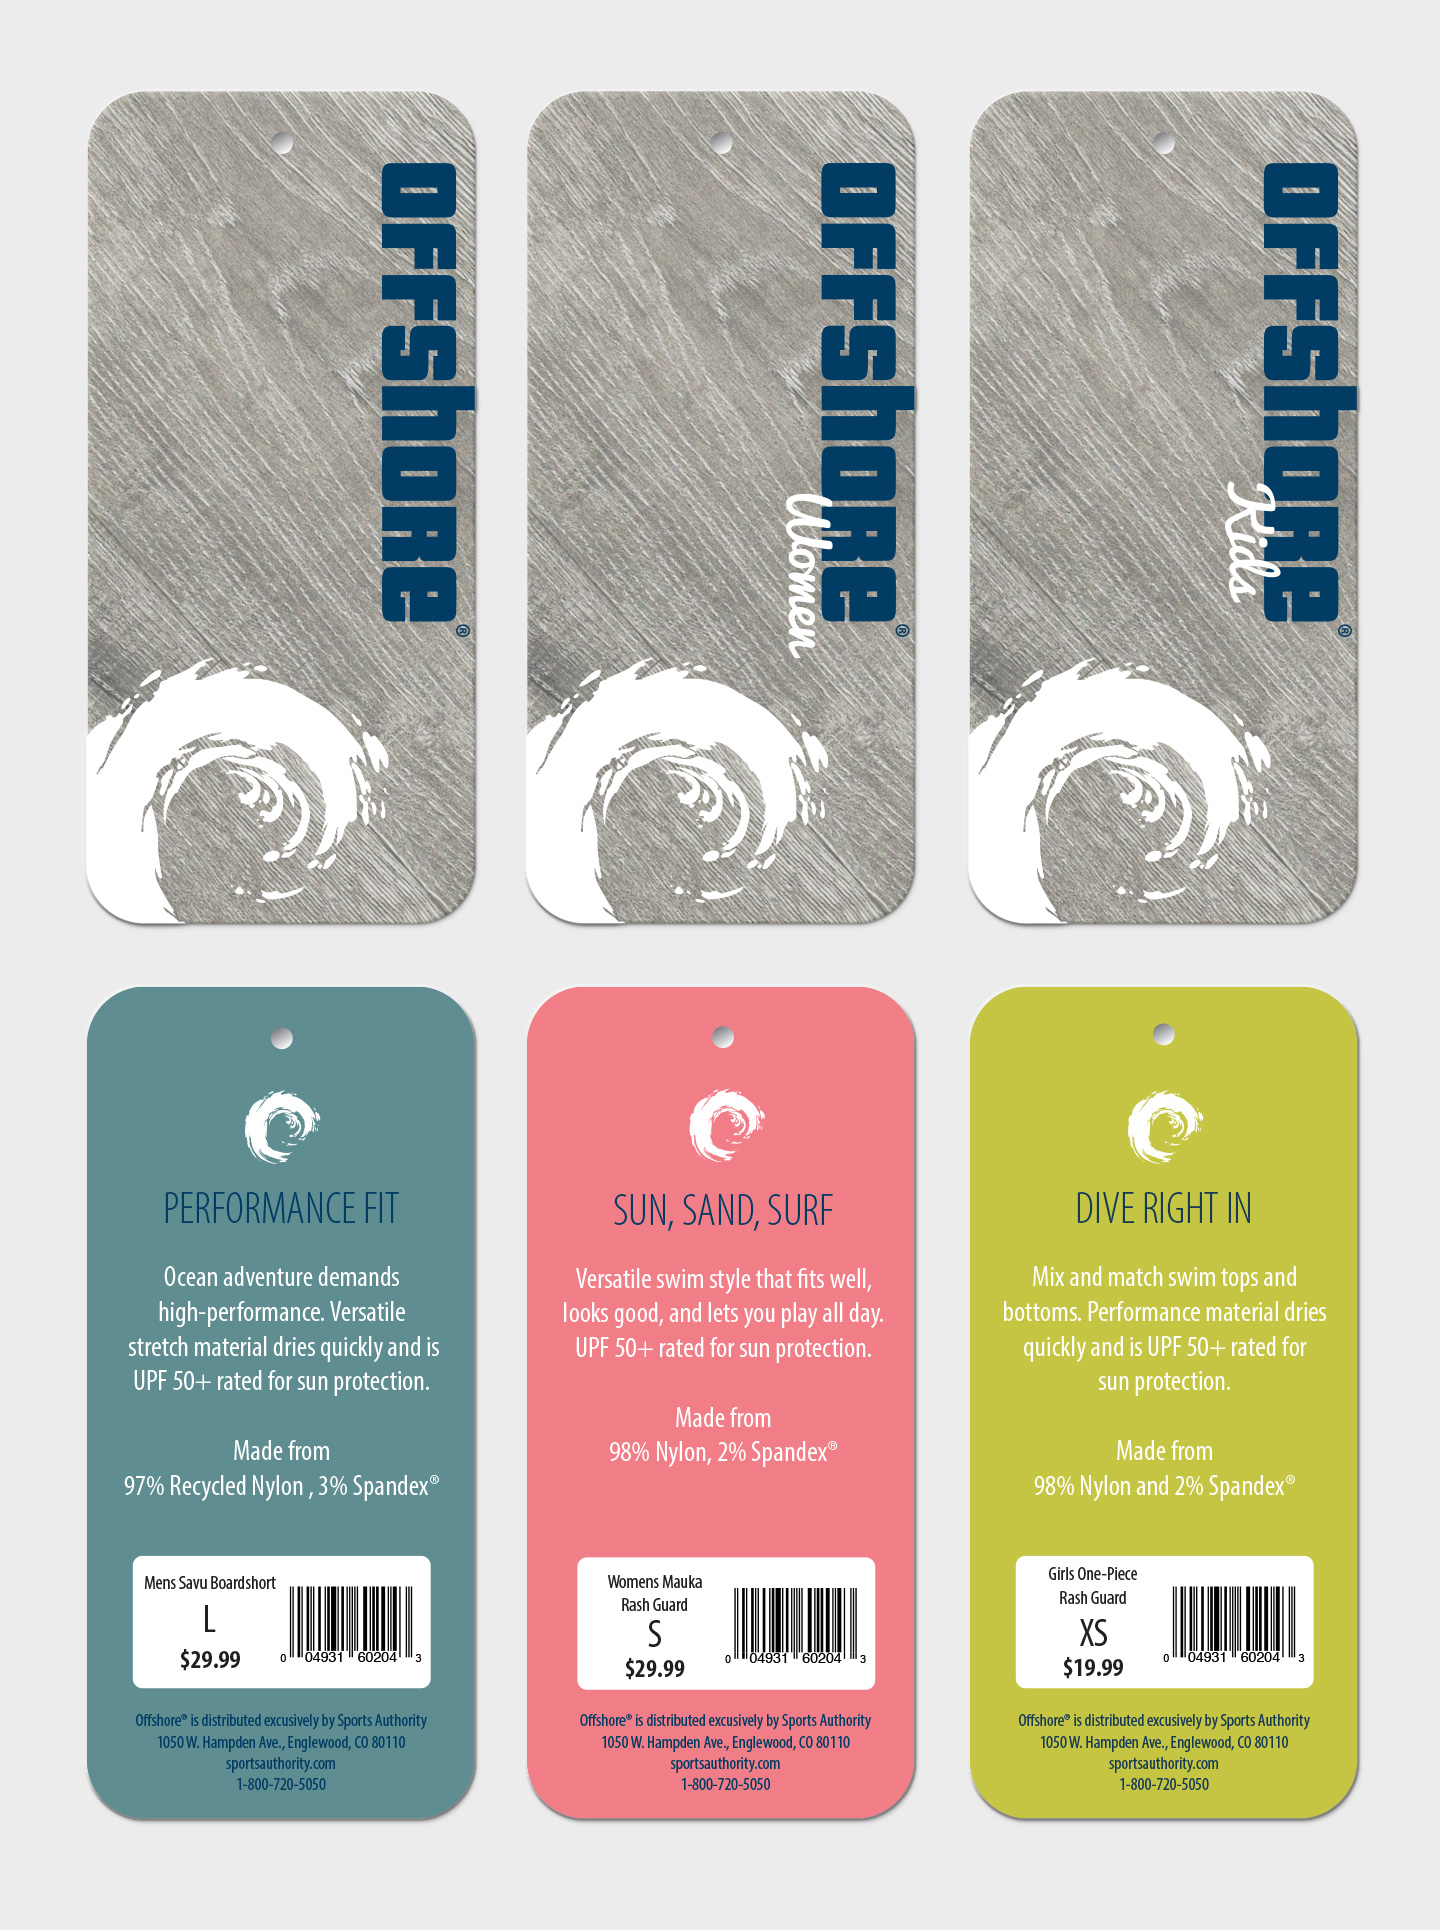 offshore®
offshore®
Women
offshore®
Kids
PERFORMANCE FIT
Ocean adventure demands
high-performance. Versatile
stretch material dries quickly and is
UPF 50+ rated for sun protection.
Made from
97% Recycled Nylon , 3% Spandex®
Mens Savu Boardshort
L
$29.99
0 04931 60204 3
Offshore® is distributed excusively by Sports Authority
1050 W. Hampden Ave., Englewood, CO 80110
sportsauthority.com
1-800-720-5050
SUN, SAND, SURF
Versatile swim style that fits well,
looks good, and lets you play all day.
UPF 50+ rated for sun protection.
Made from
98% Nylon, 2% Spandex®
Womens Mauka
Rash Guard
S
$29.99
0 04931 60204 3
Offshore® is distributed excusively by Sports Authority
1050 W. Hampden Ave., Englewood, CO 80110
sportsauthority.com
1-800-720-5050
DIVE RIGHT IN
Mix and match swim tops and
bottoms. Performance material dries
quickly and is UPF 50+ rated for
sun protection.
Made from
98% Nylon and 2% Spandex®
Girls One-Piece
Rash Guard
XS
$19.99
0 04931 60204 3
Offshore® is distributed excusively by Sports Authority
1050 W. Hampden Ave., Englewood, CO 80110
sportsauthority.com
1-800-720-5050